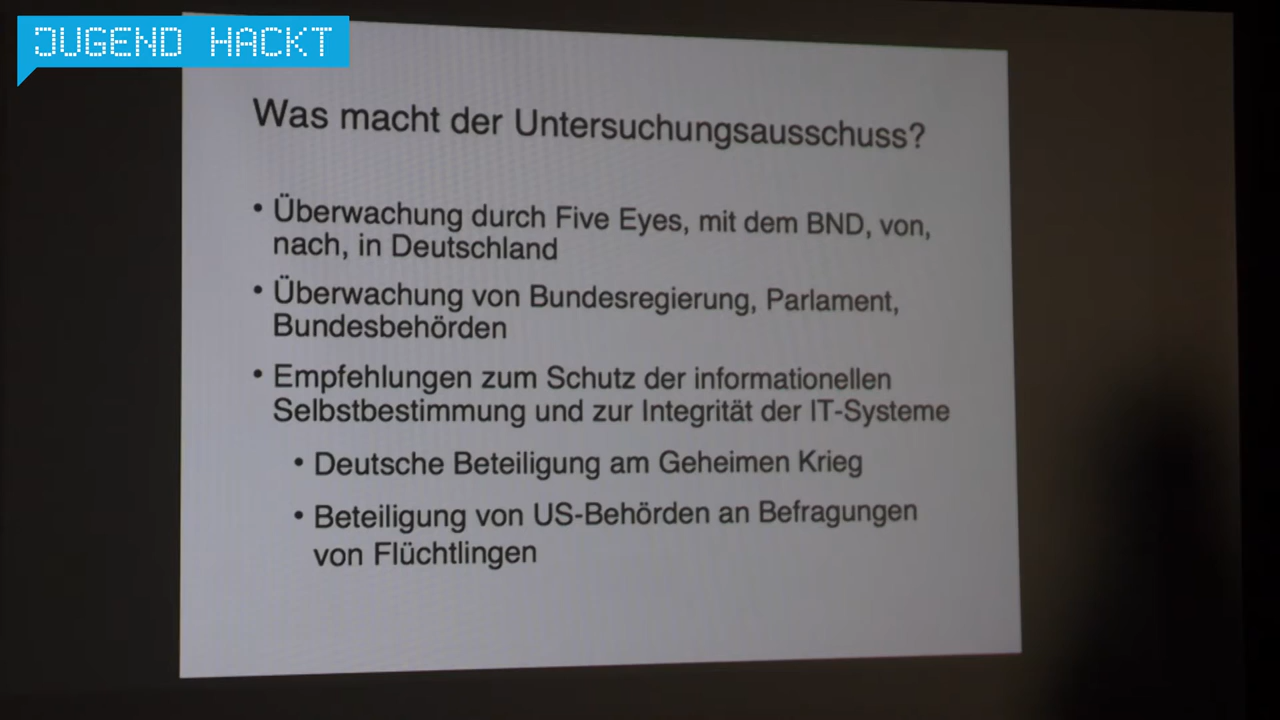 JUGEND HACKT
Was macht der Untersuchungsausschuss?
• Überwachung durch Five Eyes, mit dem BND, von,
nach, in Deutschland
• Überwachung von Bundesregierung, Parlament,
Bundesbehörden
• Empfehlungen zum Schutz der informationellen
Selbstbestimmung und zur Integrität der IT-Systeme
• Deutsche Beteiligung am Geheimen Krieg
• Beteiligung von US-Behörden an Befragungen
von Flüchtlingen